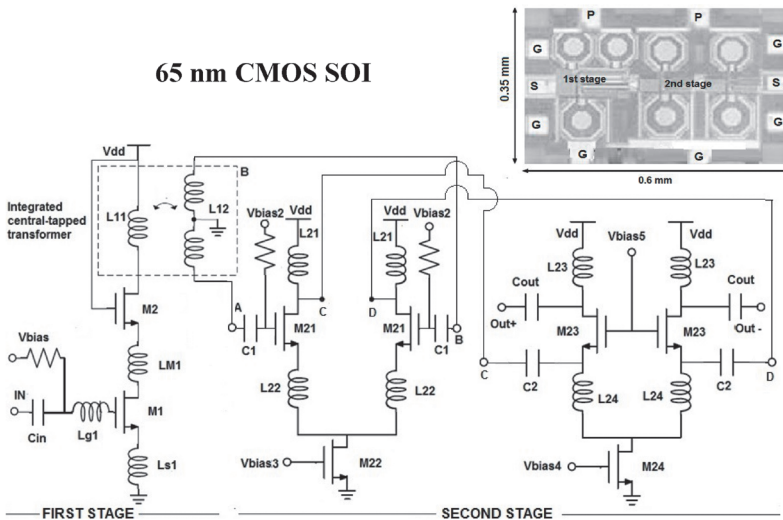 65 nm CMOS SOI
P P
G G
S S
G G
G G
1st stage
2nd stage
0.35 mm
0.6 mm
Vdd
B
Integrated
central-tapped
transformer
L11
L12
M2
LM1
Vbias
IN
Cin
Lg1
M1
Ls1
Vbias2
Vdd
L21
A
C1
M21
C
L22
Vdd
L21
Vbias2
D
M21
C1
B
L22
Vbias3
M22
Vdd
L23
Vbias5
Vdd
L23
Cout
Out+
M23
M23
Cout
Out -
C
C2
L24
L24
C2
D
Vbias4
M24
FIRST STAGE
SECOND STAGE